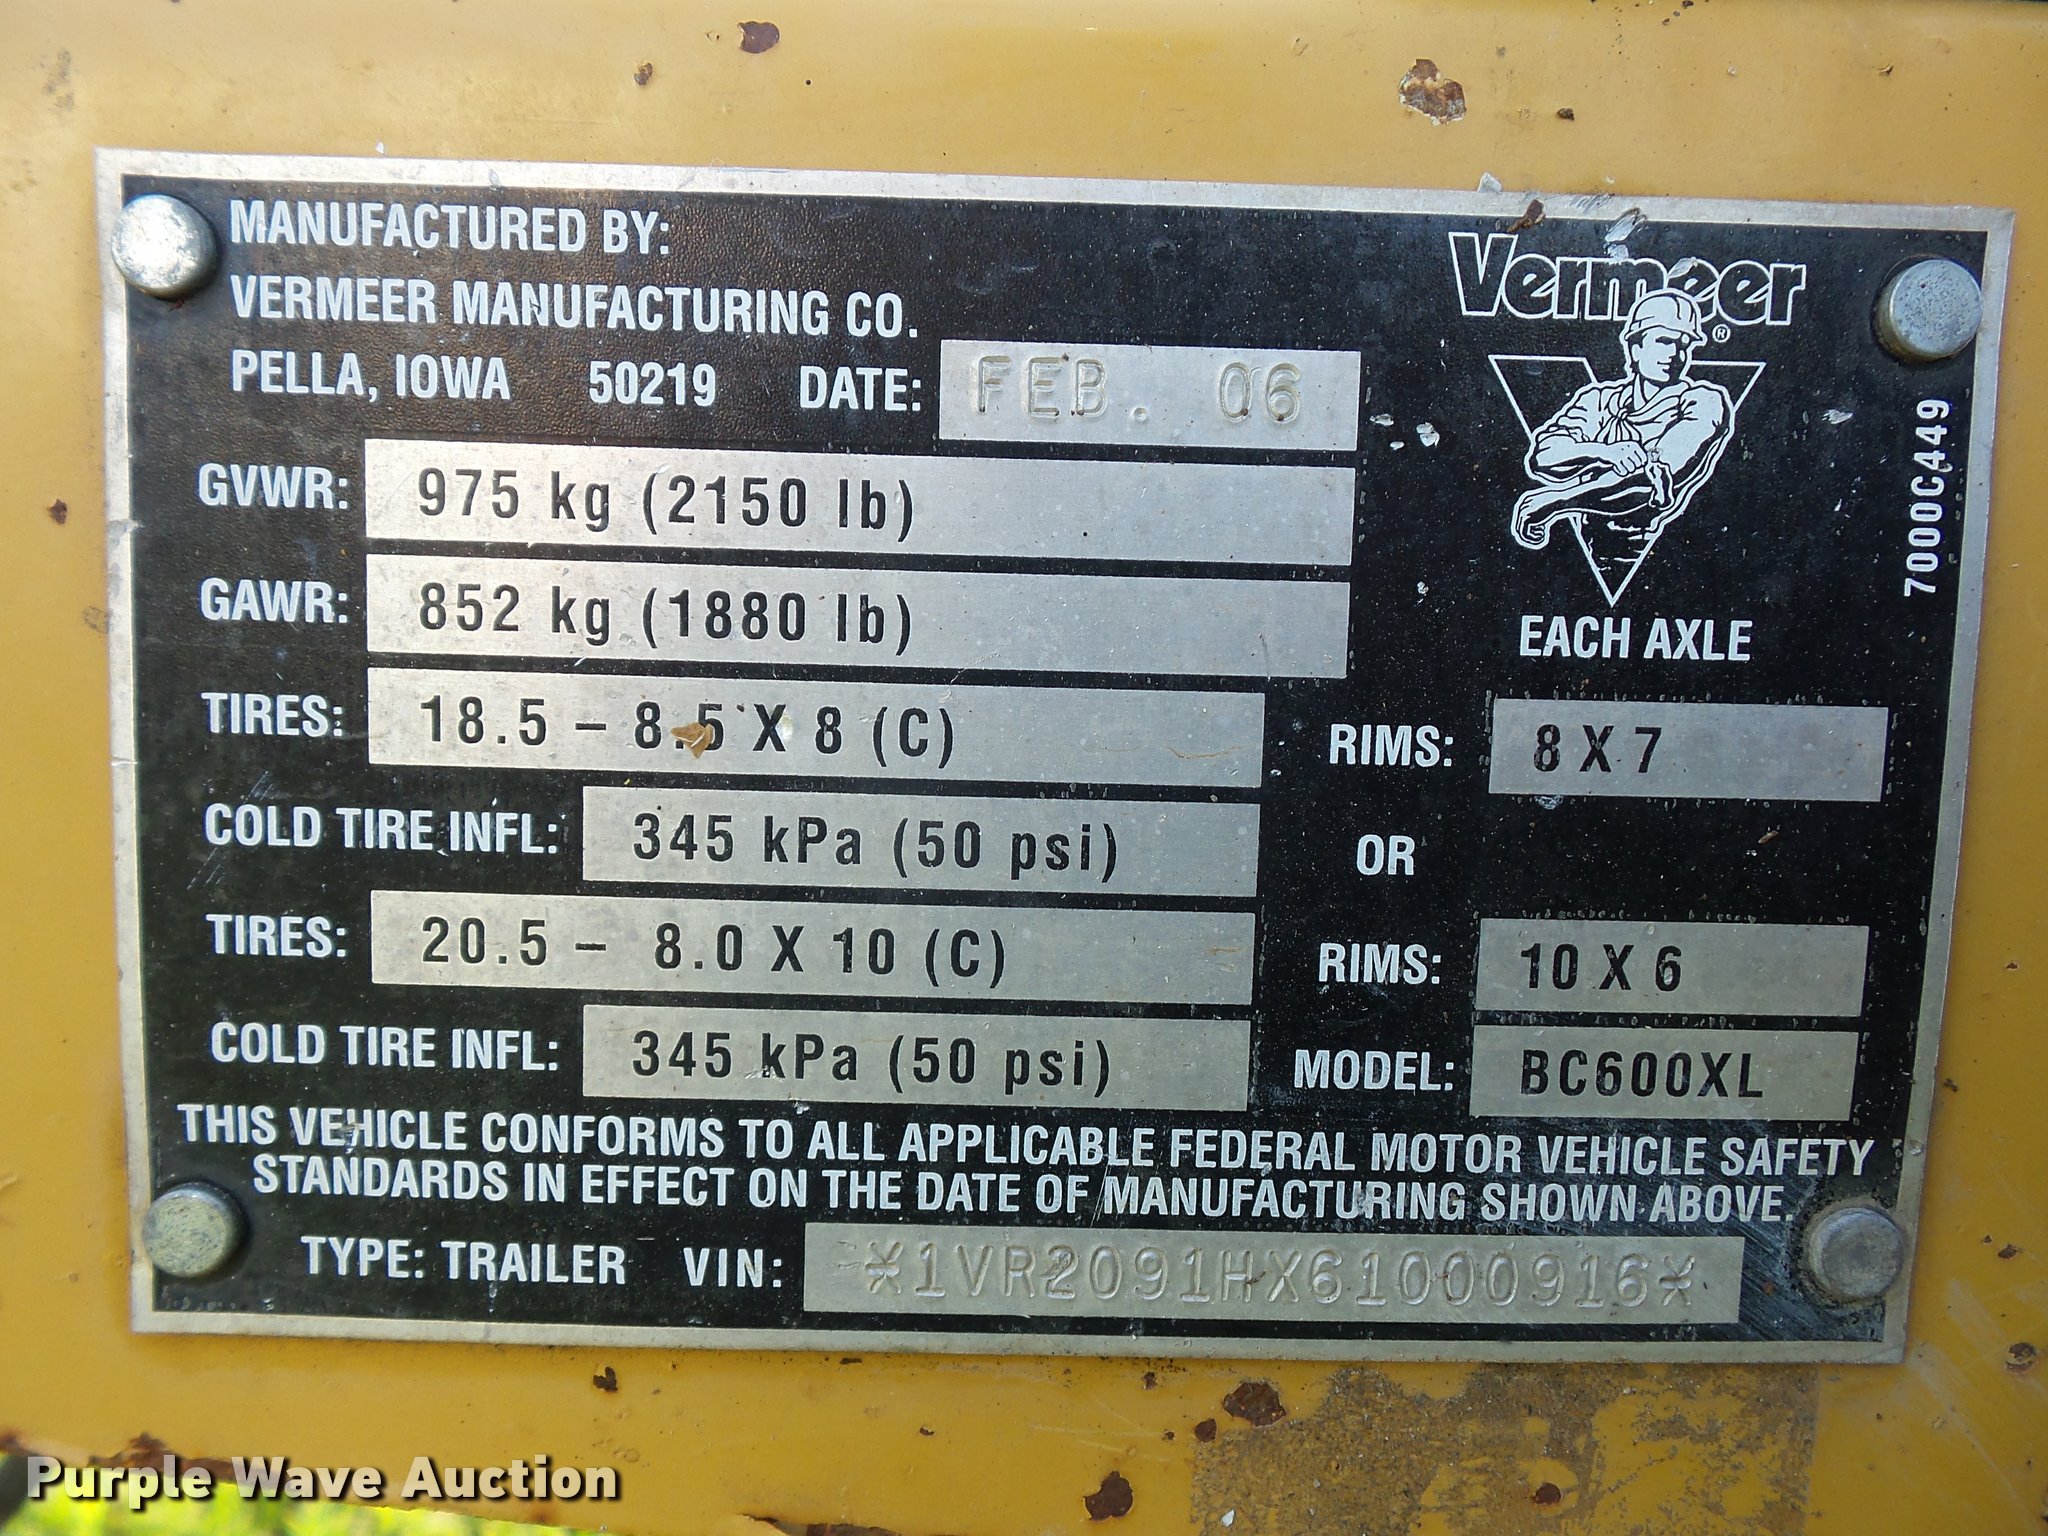 MANUFACTURED BY:
VERMEER MANUFACTURING CO.
PELLA, IOWA 50219 DATE: FEB. 06
Vermeer®
GVWR: 975 kg (2150 lb)
GAWR: 852 kg (1880 lb)
EACH AXLE
7000C449
TIRES: 18.5 – 8.5 X 8 (C) RIMS: 8 X 7
COLD TIRE INFL: 345 kPa (50 psi) OR
TIRES: 20.5 – 8.0 X 10 (C) RIMS: 10 X 6
COLD TIRE INFL: 345 kPa (50 psi) MODEL: BC600XL
THIS VEHICLE CONFORMS TO ALL APPLICABLE FEDERAL MOTOR VEHICLE SAFETY
STANDARDS IN EFFECT ON THE DATE OF MANUFACTURING SHOWN ABOVE.
TYPE: TRAILER VIN: *1VR2091HX61000916*
Purple Wave Auction